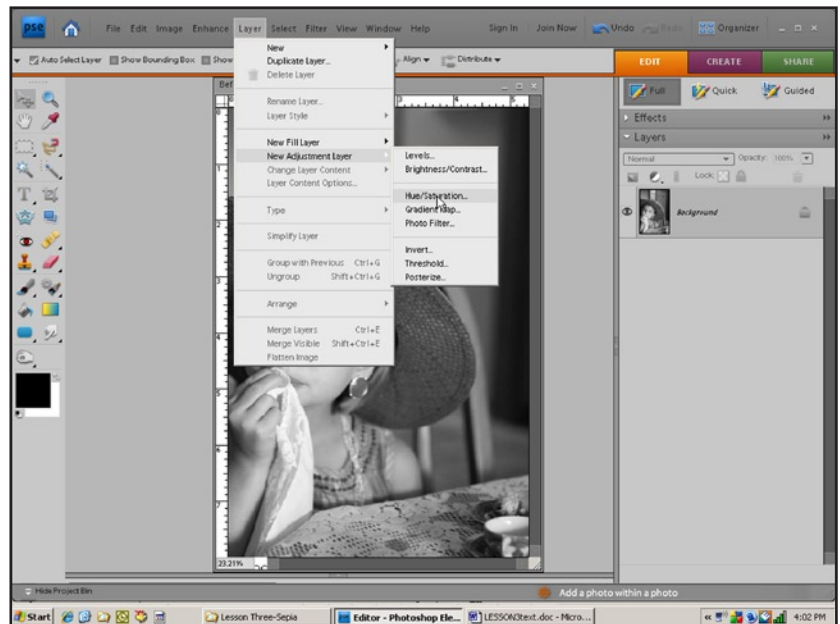 pse File Edit Image Enhance Layer Select Filter View Window Help Sign In Join Now Undo Redo Organizer
Auto Select Layer Show Bounding Box Show Align Distribute EDIT CREATE SHARE
Full Quick Guided
Effects
Layers
Normal Opacity: 100%
Lock:
Background
Bef
New
Duplicate Layer...
Delete Layer
Rename Layer...
Layer Style
New Fill Layer
New Adjustment Layer
Change Layer Content
Layer Content Options...
Type
Simplify Layer
Group with Previous Ctrl+G
Ungroup Shift+Ctrl+G
Arrange
Merge Layers Ctrl+E
Merge Visible Shift+Ctrl+E
Flatten Image
Levels...
Brightness/Contrast...
Hue/Saturation...
Gradient Map...
Photo Filter...
Invert...
Threshold...
Posterize...
23.21%
Hide Project Bin Add a photo within a photo
Start Lesson Three-Sepia Editor - Photoshop Ele... LESSON3text.doc - Micro... 4:02 PM